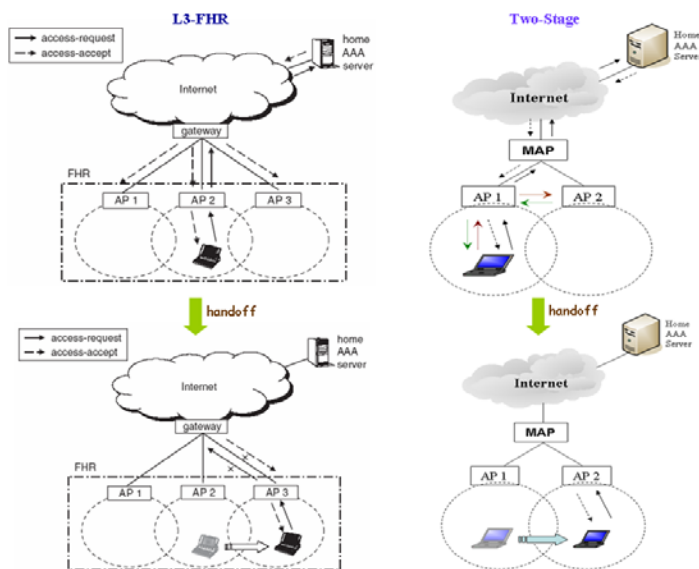 L3-FHR
access-request
access-accept
home
AAA
server
Internet
gateway
FHR
AP 1
AP 2
AP 3
handoff
access-request
access-accept
home
AAA
server
Internet
gateway
FHR
AP 1
AP 2
AP 3
Two-Stage
Home
AAA
Server
Internet
MAP
AP 1
AP 2
handoff
Home
AAA
Server
Internet
MAP
AP 1
AP 2